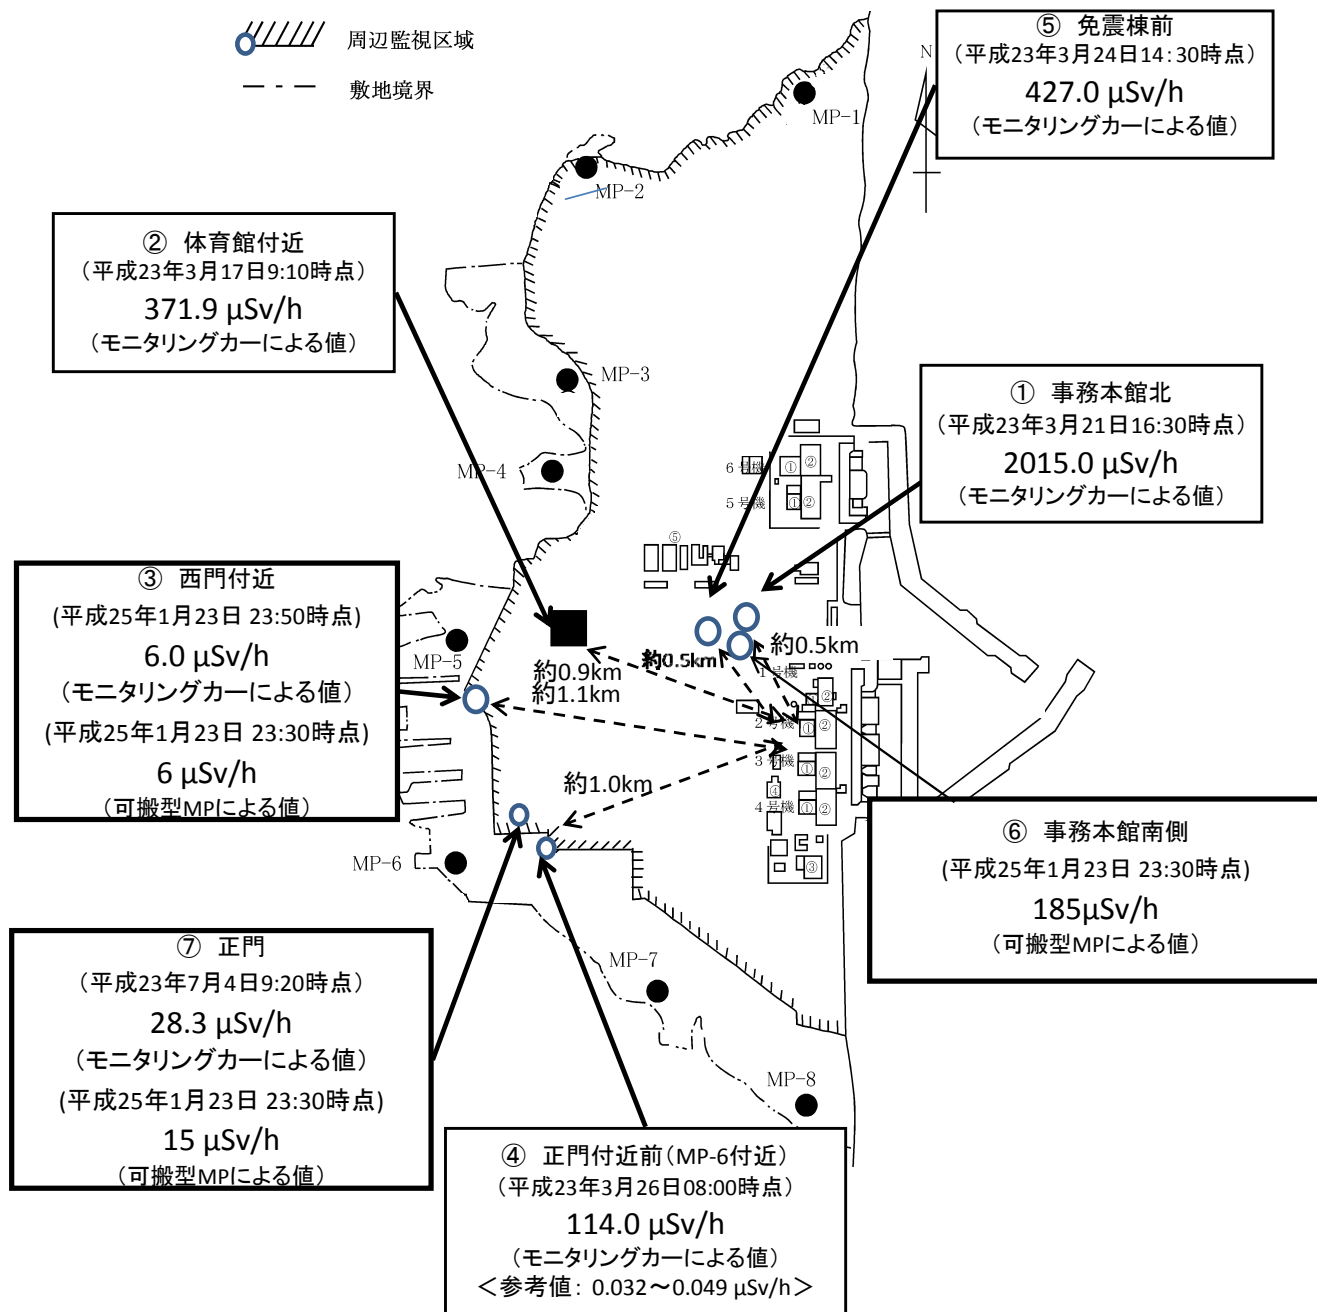 周辺監視区域
敷地境界
⑤ 免震棟前
(平成23年3月24日14:30時点)
427.0 μSv/h
(モニタリングカーによる値)
N
MP-1
MP-2
② 体育館付近
(平成23年3月17日9:10時点)
371.9 μSv/h
(モニタリングカーによる値)
MP-3
① 事務本館北
(平成23年3月21日16:30時点)
2015.0 μSv/h
(モニタリングカーによる値)
MP-4
6号機
① ②
5号機
① ②
⑤
③ 西門付近
(平成25年1月23日 23:50時点)
6.0 μSv/h
(モニタリングカーによる値)
(平成25年1月23日 23:30時点)
6 μSv/h
(可搬型MPによる値)
MP-5
約0.9km
約1.1km
約0.5km
約0.5km
1号機
②
2号機
① ②
3号機
① ②
約1.0km
④
4号機
① ②
③
MP-6
⑥ 事務本館南側
(平成25年1月23日 23:30時点)
185μSv/h
(可搬型MPによる値)
⑦ 正門
(平成23年7月4日9:20時点)
28.3 μSv/h
(モニタリングカーによる値)
(平成25年1月23日 23:30時点)
15 μSv/h
(可搬型MPによる値)
MP-7
MP-8
④ 正門付近前(MP-6付近)
(平成23年3月26日08:00時点)
114.0 μSv/h
(モニタリングカーによる値)
<参考値: 0.032～0.049 μSv/h>